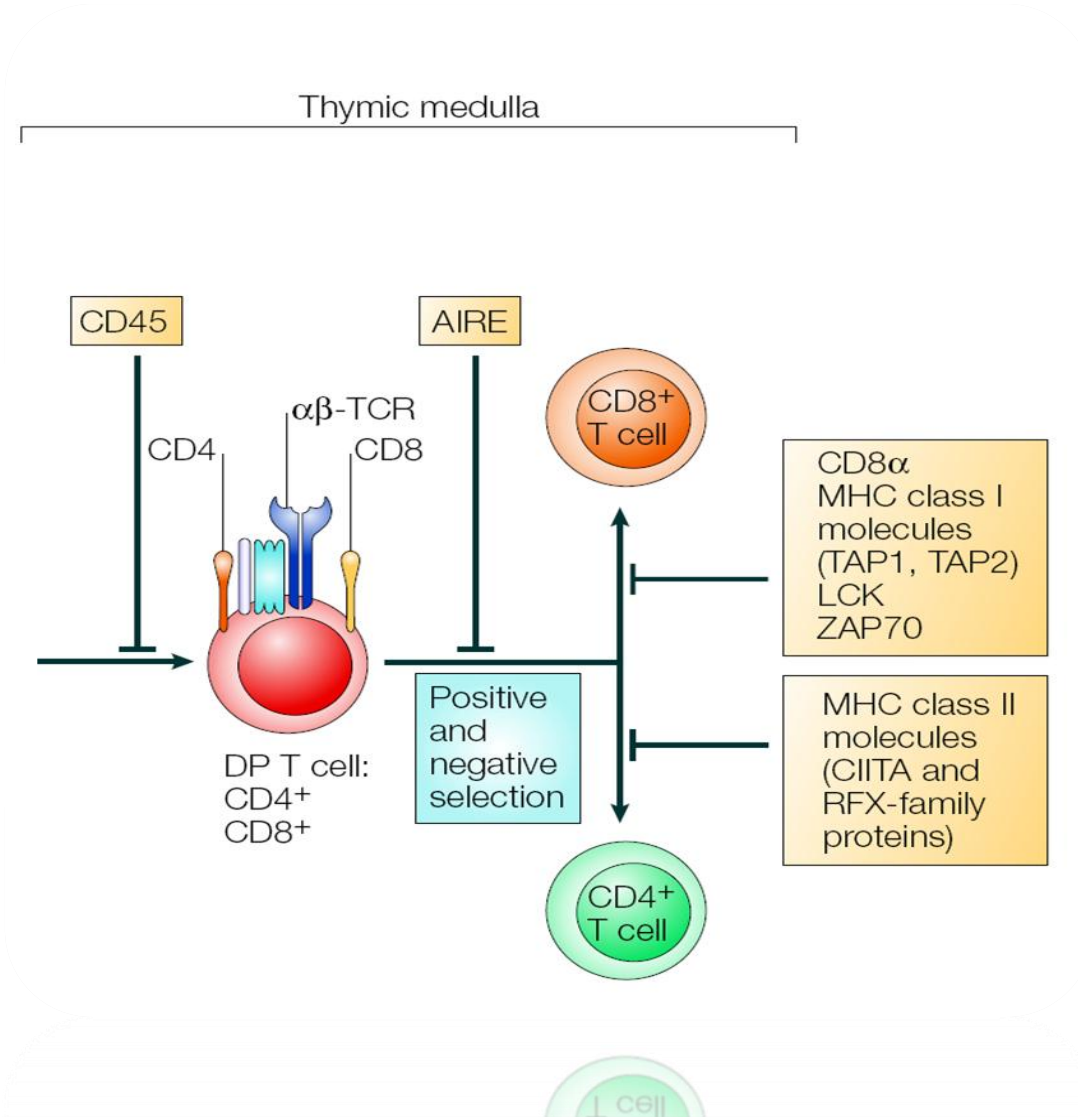 Thymic medulla
CD45
AIRE
αβ-TCR
CD4
CD8
CD8+
T cell
CD8α
MHC class I
molecules
(TAP1, TAP2)
LCK
ZAP70
Positive
and
negative
selection
MHC class II
molecules
(CIITA and
RFX-family
proteins)
DP T cell:
CD4+
CD8+
CD4+
T cell
T cell